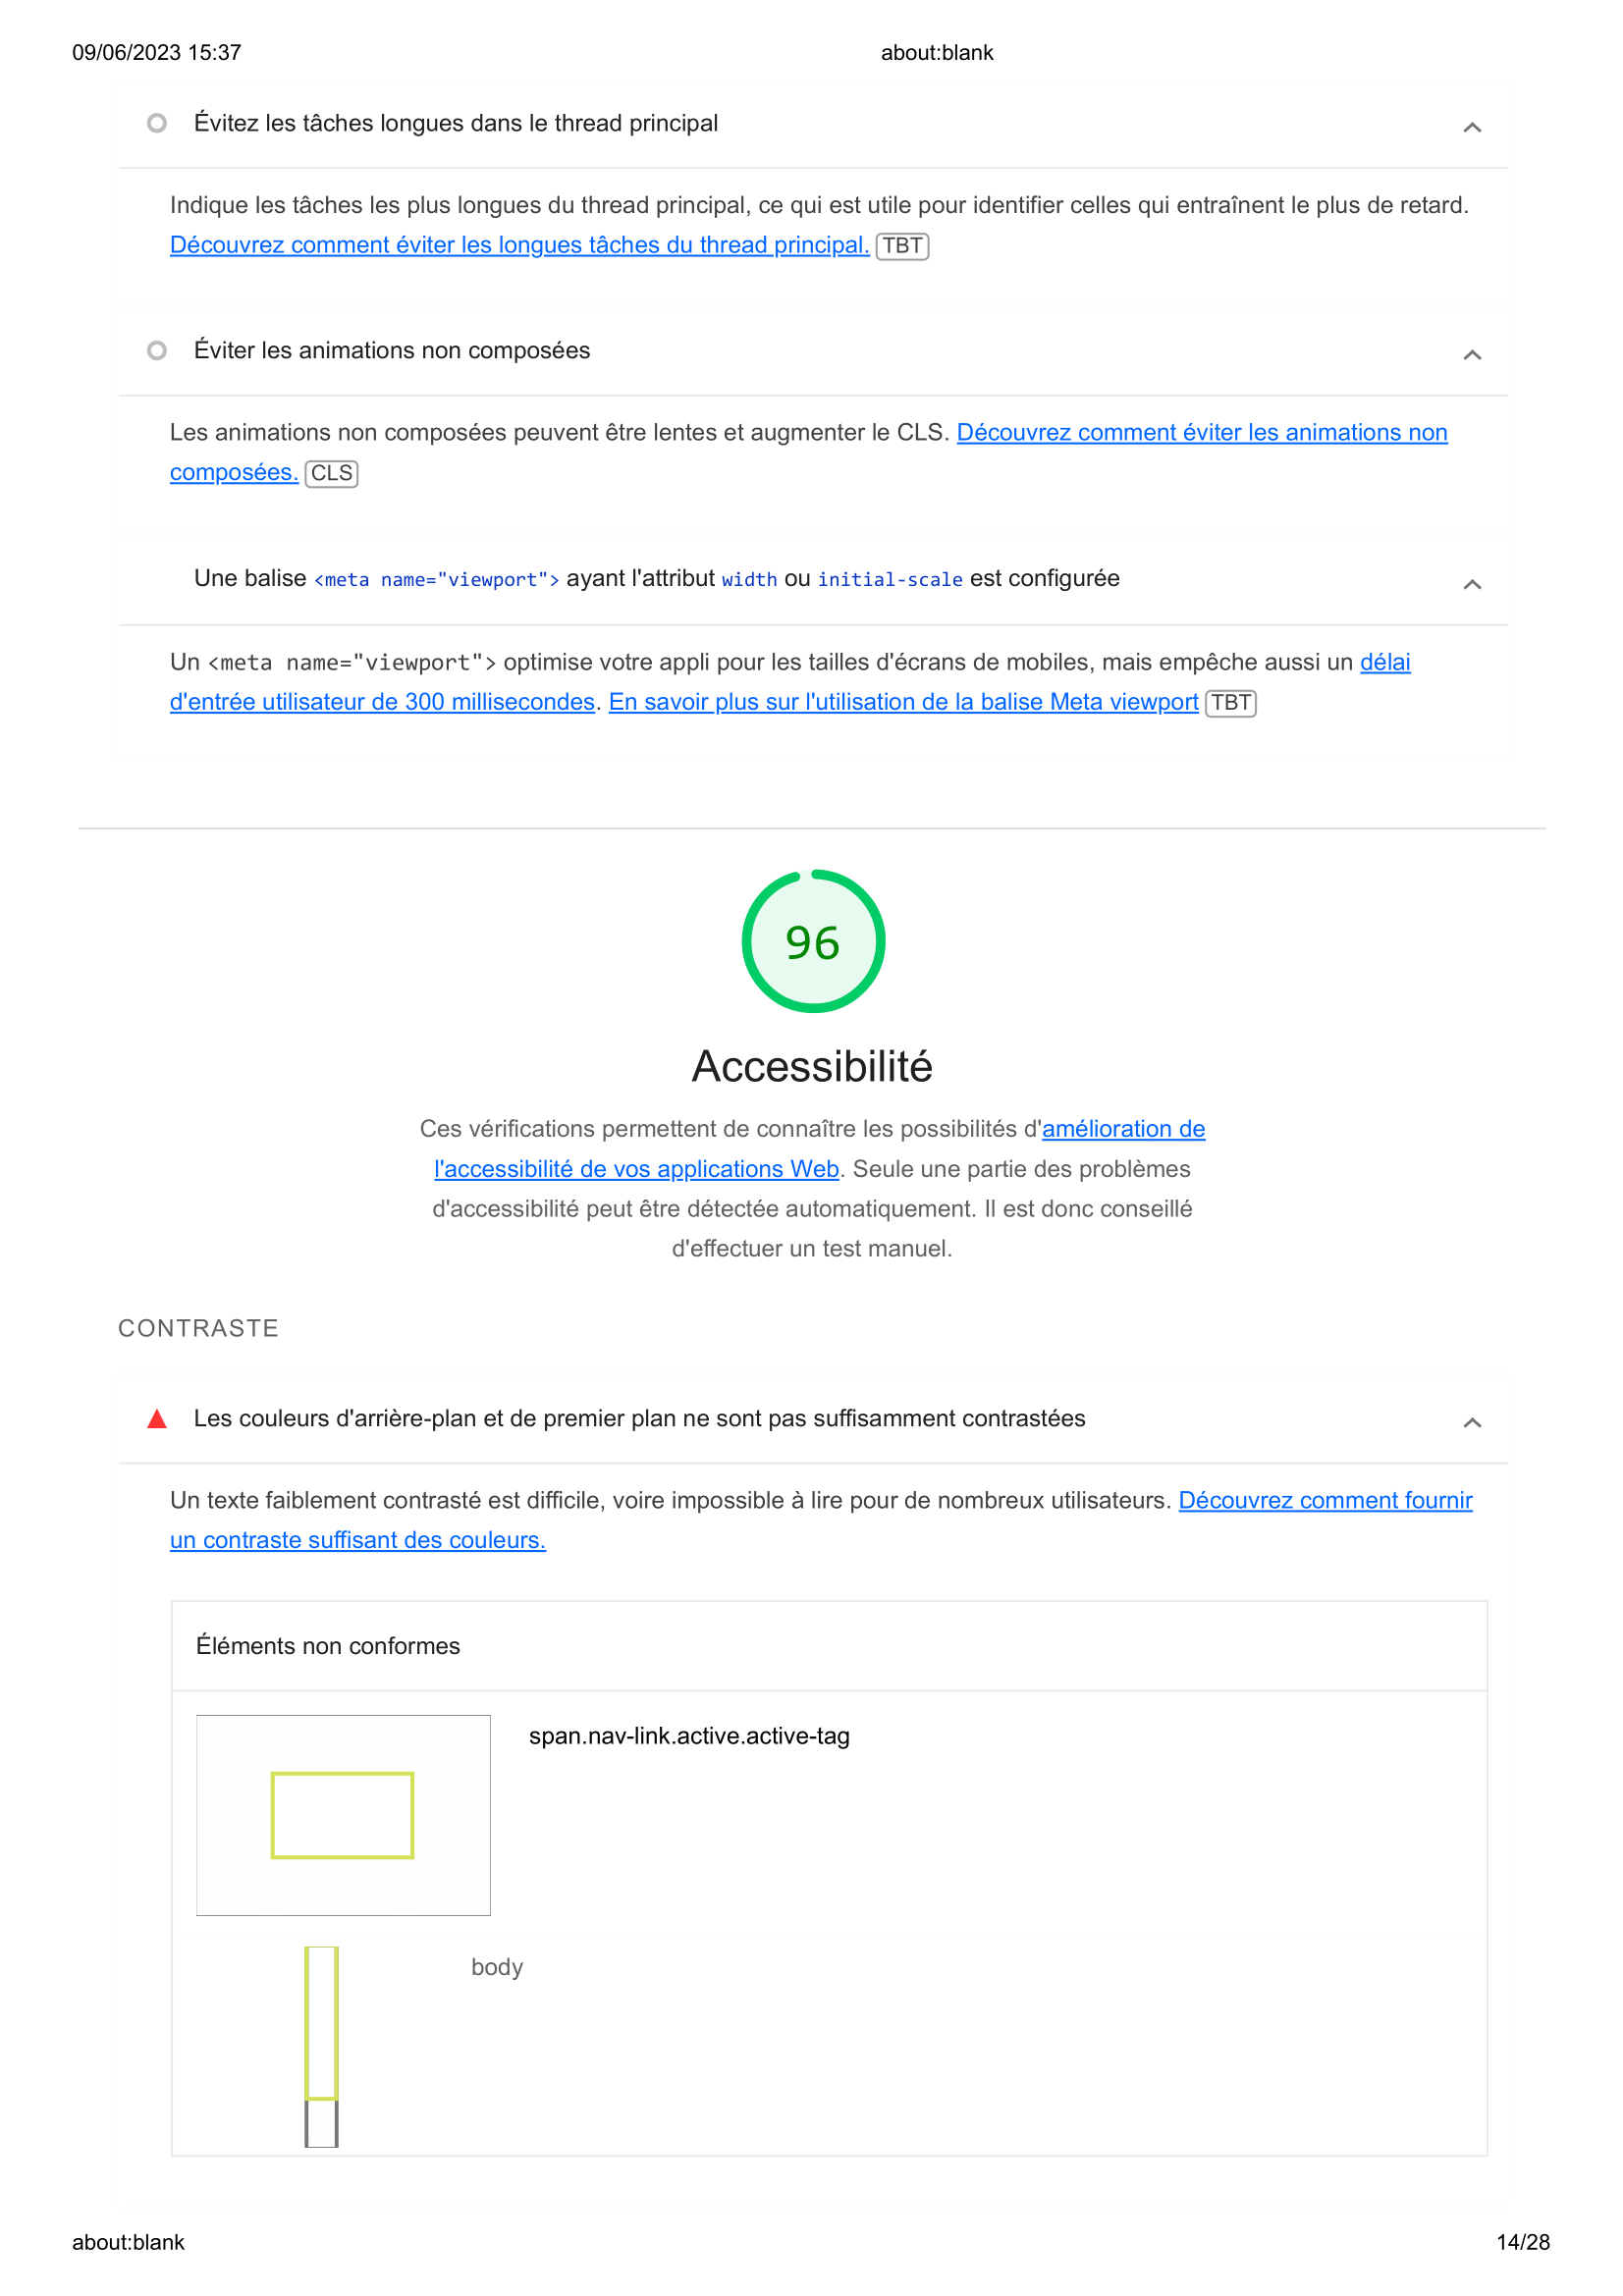 09/06/2023 15:37 about:blank
Évitez les tâches longues dans le thread principal
Indique les tâches les plus longues du thread principal, ce qui est utile pour identifier celles qui entraînent le plus de retard.
Découvrez comment éviter les longues tâches du thread principal. TBT
Éviter les animations non composées
Les animations non composées peuvent être lentes et augmenter le CLS. Découvrez comment éviter les animations non
composées. CLS
Une balise <meta name="viewport"> ayant l'attribut width ou initial-scale est configurée
Un <meta name="viewport"> optimise votre appli pour les tailles d'écrans de mobiles, mais empêche aussi un délai
d'entrée utilisateur de 300 millisecondes. En savoir plus sur l'utilisation de la balise Meta viewport TBT
96
Accessibilité
Ces vérifications permettent de connaître les possibilités d'amélioration de
l'accessibilité de vos applications Web. Seule une partie des problèmes
d'accessibilité peut être détectée automatiquement. Il est donc conseillé
d'effectuer un test manuel.
CONTRASTE
Les couleurs d'arrière-plan et de premier plan ne sont pas suffisamment contrastées
Un texte faiblement contrasté est difficile, voire impossible à lire pour de nombreux utilisateurs. Découvrez comment fournir
un contraste suffisant des couleurs.
Éléments non conformes
span.nav-link.active.active-tag
body
about:blank 14/28